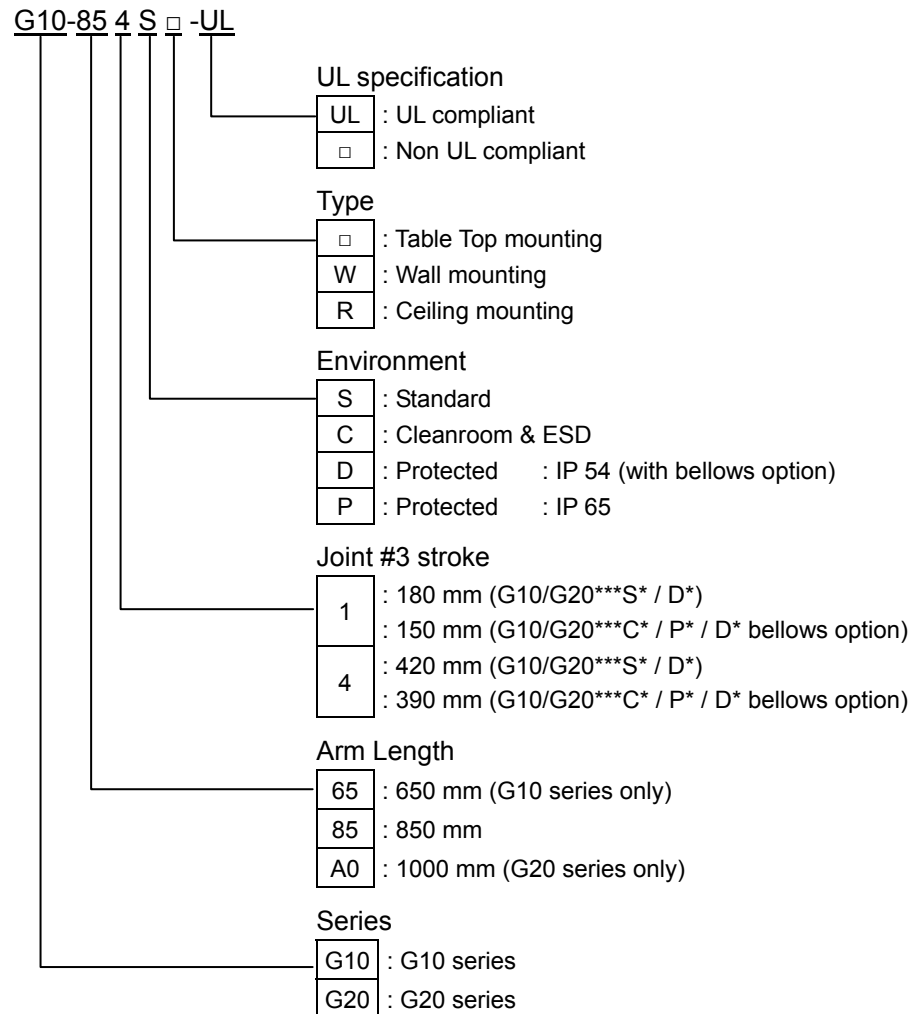 G10-85 4 S □ -UL
UL specification
UL : UL compliant
□ : Non UL compliant
Type
□ : Table Top mounting
W : Wall mounting
R : Ceiling mounting
Environment
S : Standard
C : Cleanroom & ESD
D : Protected : IP 54 (with bellows option)
P : Protected : IP 65
Joint #3 stroke
1 : 180 mm (G10/G20***S* / D*)
: 150 mm (G10/G20***C* / P* / D* bellows option)
4 : 420 mm (G10/G20***S* / D*)
: 390 mm (G10/G20***C* / P* / D* bellows option)
Arm Length
65 : 650 mm (G10 series only)
85 : 850 mm
A0 : 1000 mm (G20 series only)
Series
G10 : G10 series
G20 : G20 series